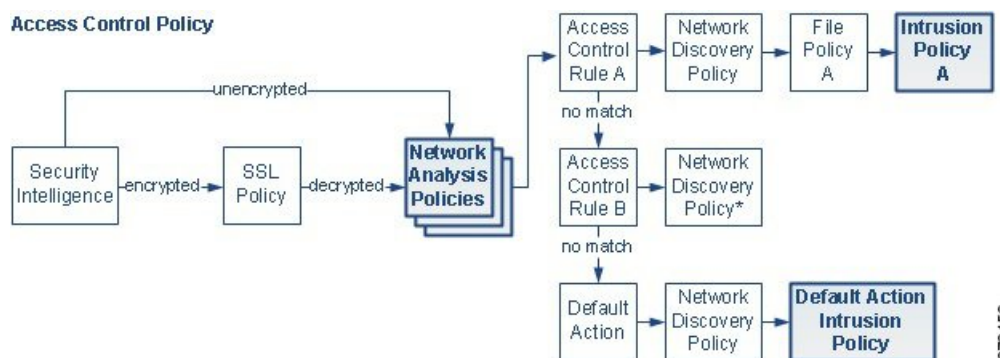 Access Control Policy
unencrypted
Security
Intelligence
encrypted
SSL
Policy
decrypted
Network
Analysis
Policies
Access
Control
Rule A
Network
Discovery
Policy
File
Policy
A
Intrusion
Policy
A
no match
Access
Control
Rule B
Network
Discovery
Policy*
no match
Default
Action
Network
Discovery
Policy
Default Action
Intrusion
Policy